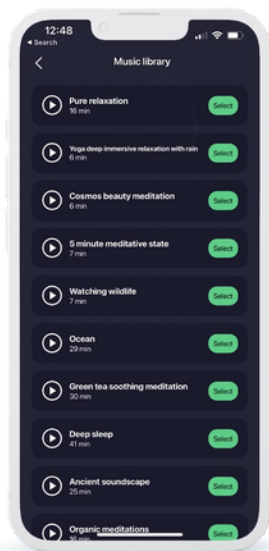 12:48
◂ Search
Music library
Pure relaxation
16 min
Select
Yoga deep immersive relaxation with rain
6 min
Select
Cosmos beauty meditation
6 min
Select
5 minute meditative state
7 min
Select
Watching wildlife
7 min
Select
Ocean
29 min
Select
Green tea soothing meditation
30 min
Select
Deep sleep
41 min
Select
Ancient soundscape
25 min
Select
Organic meditations
16 min
Select